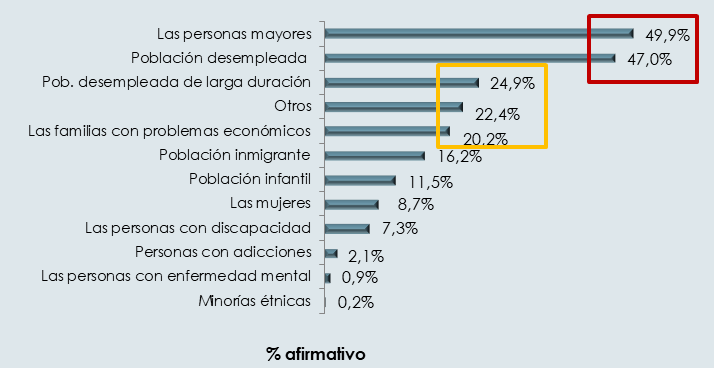 Las personas mayores 49,9%
Población desempleada 47,0%
Pob. desempleada de larga duración 24,9%
Otros 22,4%
Las familias con problemas económicos 20.2%
Población inmigrante 16,2%
Población infantil 11,5%
Las mujeres 8,7%
Las personas con discapacidad 7,3%
Personas con adicciones 2,1%
Las personas con enfermedad mental 0,9%
Minorías étnicas 0,2%
% afirmativo